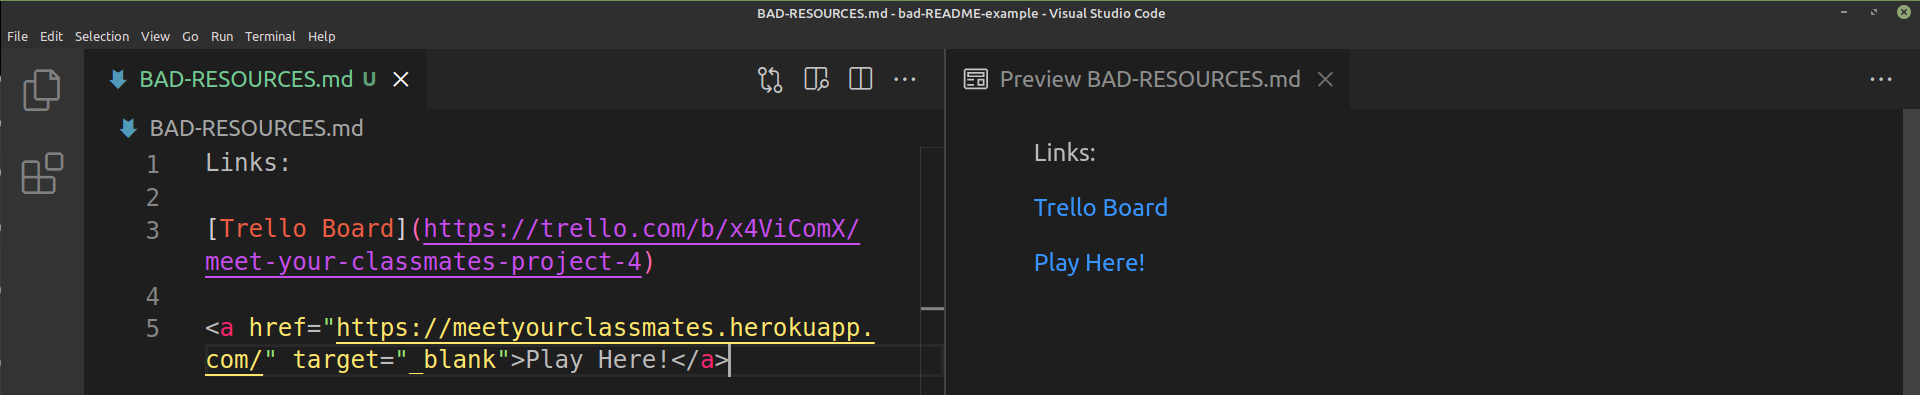 BAD-RESOURCES.md - bad-README-example - Visual Studio Code
File Edit Selection View Go Run Terminal Help
BAD-RESOURCES.md U
Preview BAD-RESOURCES.md
BAD-RESOURCES.md
1 Links:
2
3 [Trello Board](https://trello.com/b/x4ViComX/
meet-your-classmates-project-4)
4
5 <a href="https://meetyourclassmates.herokuapp.
com/" target="_blank">Play Here!</a>
Links:
Trello Board
Play Here!